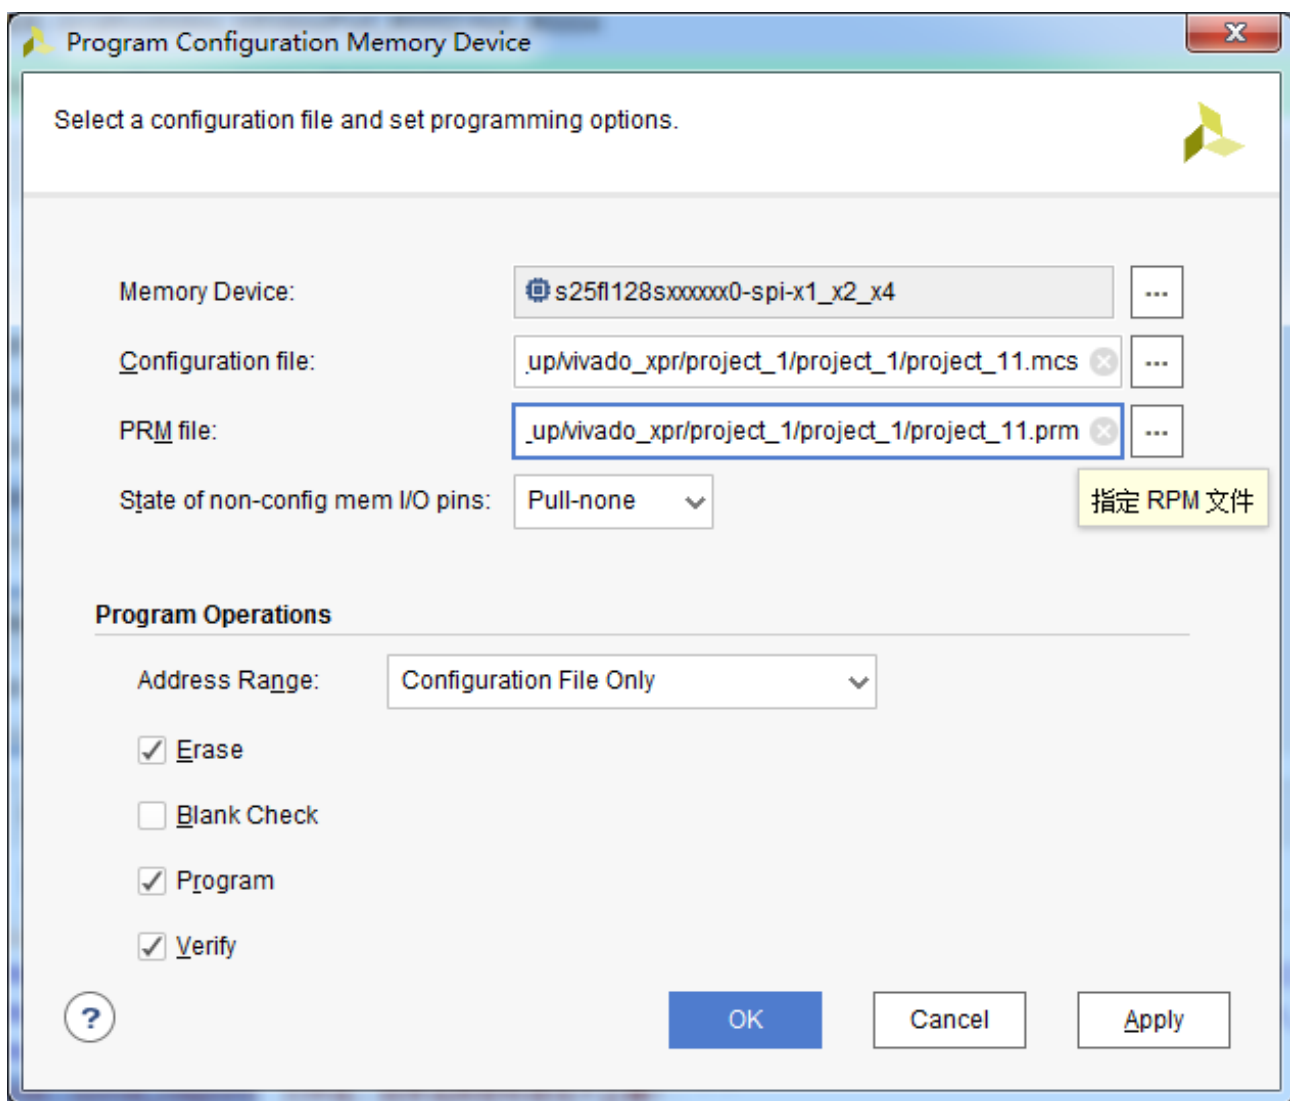 Program Configuration Memory Device
Select a configuration file and set programming options.
Memory Device: s25fl128sxxxxxx0-spi-x1_x2_x4 ...
Configuration file: _up/vivado_xpr/project_1/project_1/project_11.mcs ...
PRM file: _up/vivado_xpr/project_1/project_1/project_11.prm ...
State of non-config mem I/O pins: Pull-none
指定 RPM 文件
Program Operations
Address Range: Configuration File Only
Erase
Blank Check
Program
Verify
? OK Cancel Apply